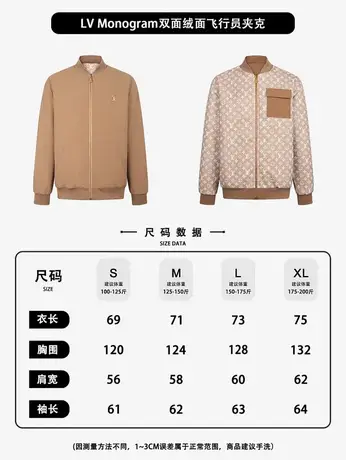 LV Monogram双面绒面飞行员夹克
尺码数据
SIZE DATA
尺码 S M L XL
SIZE 建议体重 建议体重 建议体重 建议体重
100-125斤 125-150斤 150-175斤 175-200斤
衣长 69 71 73 75
胸围 120 124 128 132
肩宽 56 58 60 62
袖长 61 62 63 64
(因测量方法不同，1~3CM误差属于正常范围，商品建议手洗)